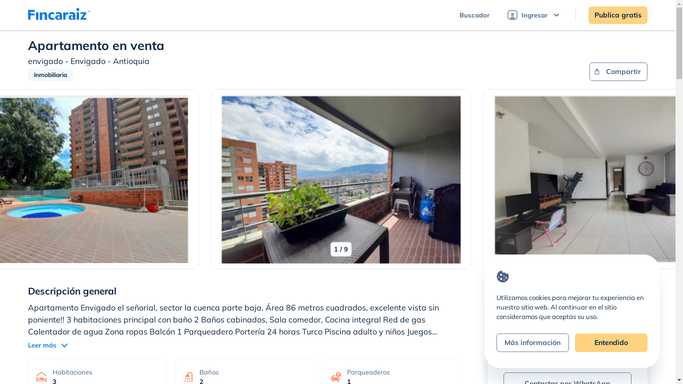 Fincaraiz
Buscador
Ingresar
Publica gratis
Apartamento en venta
envigado - Envigado - Antioquia
Inmobiliaria
Compartir
1 / 9
Descripción general
Apartamento Envigado el señorial, sector la cuenca parte baja, Área 86 metros cuadrados, excelente vista sin
poniente!! 3 habitaciones principal con baño 2 Baños cabinados, Sala comedor, Cocina integral Red de gas
Calentador de agua Zona ropas Balcón 1 Parqueadero Portería 24 horas Turco Piscina adulto y niños Juegos...
Leer más
Habitaciones
3
Baños
2
Parqueaderos
1
Utilizamos cookies para mejorar tu experiencia en
nuestro sitio web. Al continuar en el sitio
consideramos que aceptas su uso.
Más información
Entendido
Contactar por WhatsApp